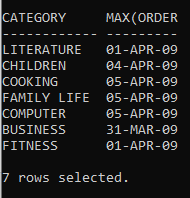 CATEGORY     MAX(ORDER
------------ ---------
LITERATURE   01-APR-09
CHILDREN     04-APR-09
COOKING      05-APR-09
FAMILY LIFE  05-APR-09
COMPUTER     05-APR-09
BUSINESS     31-MAR-09
FITNESS      01-APR-09
7 rows selected.